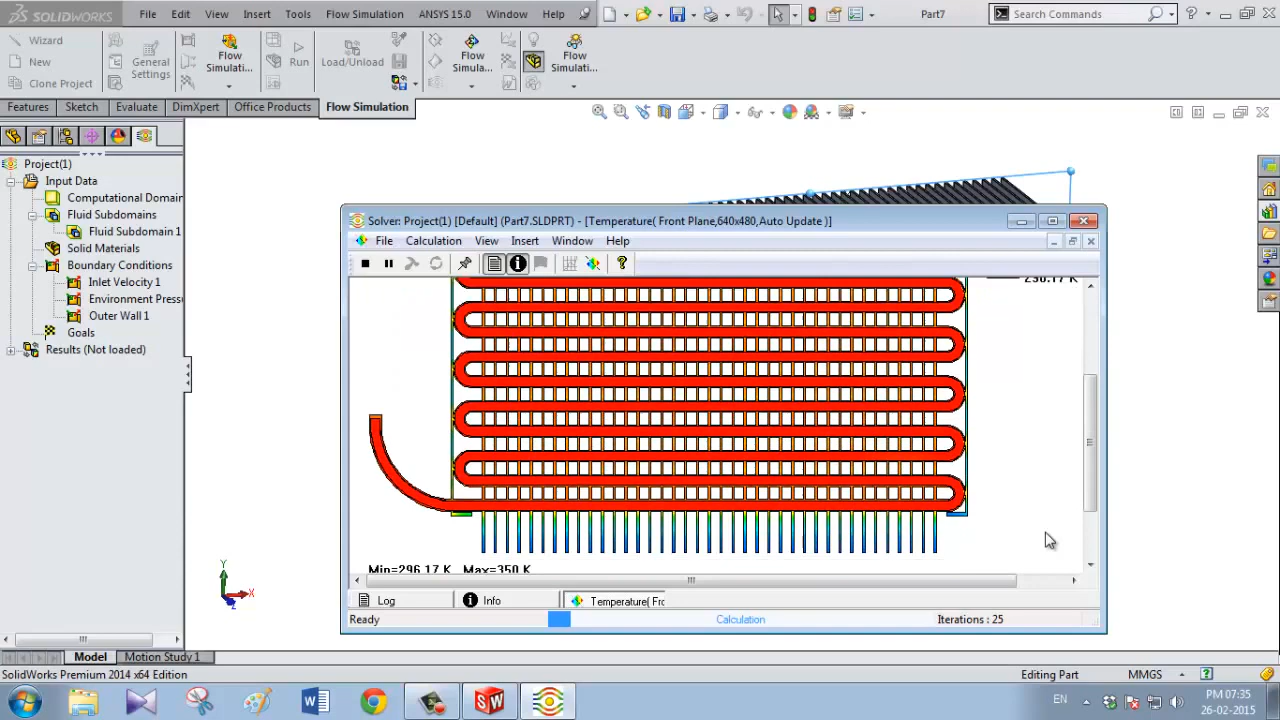 SOLIDWORKS File Edit View Insert Tools Flow Simulation ANSYS 15.0 Window Help Part7 Search Commands
Wizard
New
Clone Project
General
Settings
Flow
Simulati...
Run
Load/Unload
Flow
Simula...
Flow
Simulati...
Features Sketch Evaluate DimXpert Office Products Flow Simulation
Project(1)
Input Data
Computational Domain
Fluid Subdomains
Fluid Subdomain 1
Solid Materials
Boundary Conditions
Inlet Velocity 1
Environment Pressu
Outer Wall 1
Goals
Results (Not loaded)
Solver: Project(1) [Default] (Part7.SLDPRT) - [Temperature( Front Plane,640x480,Auto Update )]
File Calculation View Insert Window Help
296.17 K
Min=296.17 K Max=350 K
Log Info Temperature( Fro
Ready Calculation Iterations : 25
Y
X
Z
Model Motion Study 1
SolidWorks Premium 2014 x64 Edition Editing Part MMGS
EN PM 07:35
26-02-2015